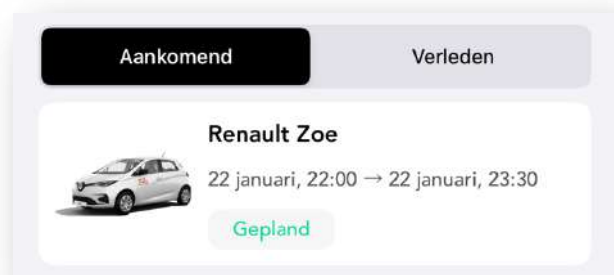 Aankomend
Verleden
Renault Zoe
22 januari, 22:00 → 22 januari, 23:30
Gepland